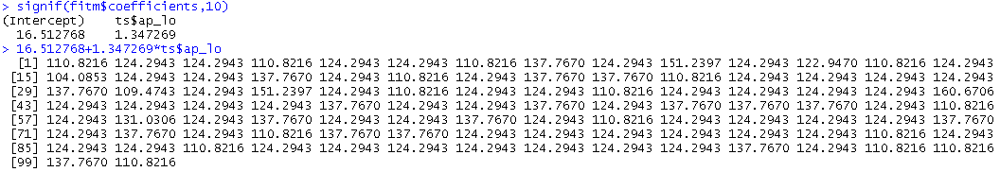 > signif(fitm$coefficients,10)
(Intercept)    ts$ap_lo
  16.512768    1.347269
> 16.512768+1.347269*ts$ap_lo
  [1] 110.8216 124.2943 124.2943 110.8216 124.2943 124.2943 110.8216 137.7670 124.2943 151.2397 124.2943 122.9470 110.8216 124.2943
 [15] 104.0853 124.2943 124.2943 137.7670 124.2943 110.8216 124.2943 137.7670 137.7670 110.8216 124.2943 124.2943 124.2943 124.2943
 [29] 137.7670 109.4743 124.2943 151.2397 124.2943 110.8216 124.2943 124.2943 110.8216 124.2943 124.2943 124.2943 124.2943 160.6706
 [43] 124.2943 124.2943 124.2943 124.2943 137.7670 124.2943 124.2943 137.7670 124.2943 137.7670 137.7670 137.7670 124.2943 110.8216
 [57] 124.2943 131.0306 124.2943 137.7670 124.2943 124.2943 137.7670 124.2943 110.8216 124.2943 124.2943 124.2943 124.2943 137.7670
 [71] 124.2943 137.7670 124.2943 110.8216 137.7670 137.7670 124.2943 124.2943 124.2943 124.2943 124.2943 110.8216 124.2943 124.2943
 [85] 124.2943 124.2943 110.8216 124.2943 124.2943 124.2943 124.2943 124.2943 124.2943 137.7670 124.2943 124.2943 110.8216 110.8216
 [99] 137.7670 110.8216